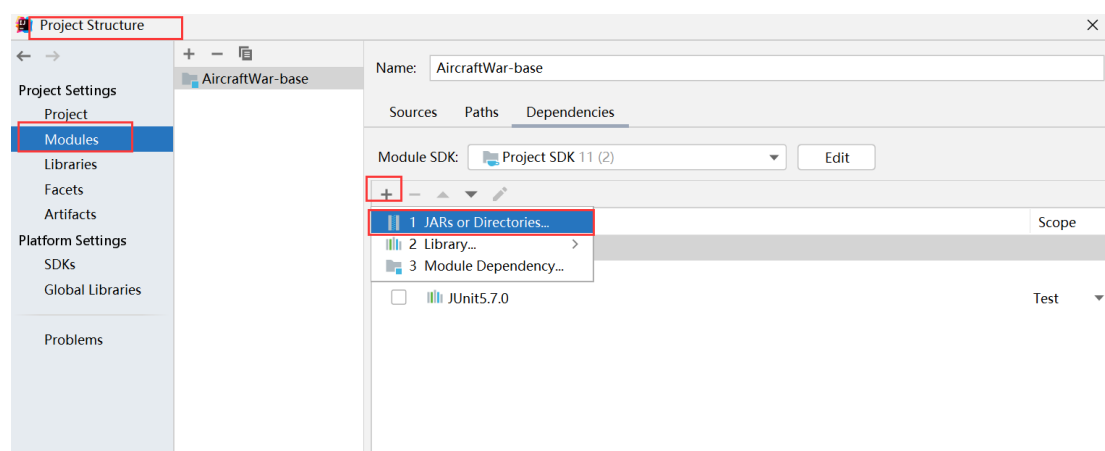 Project Structure
Project Settings
Project
Modules
Libraries
Facets
Artifacts
Platform Settings
SDKs
Global Libraries
Problems
AircraftWar-base
Name: AircraftWar-base
Sources Paths Dependencies
Module SDK: Project SDK 11 (2) Edit
1 JARs or Directories...
Scope
2 Library...
3 Module Dependency...
JUnit5.7.0 Test